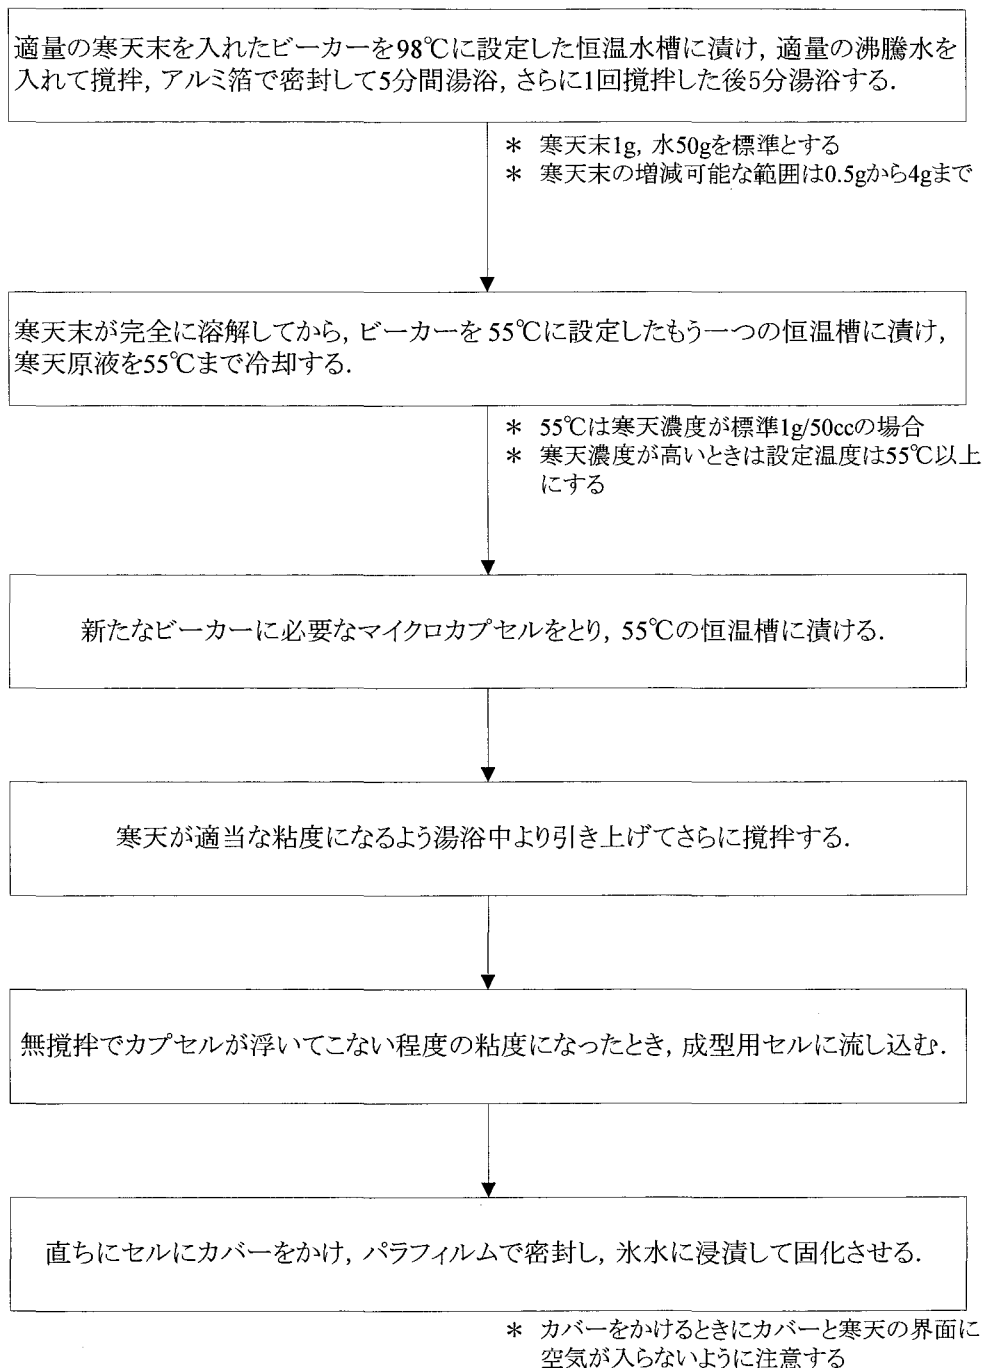 適量の寒天末を入れたビーカーを98℃に設定した恒温水槽に漬け, 適量の沸騰水を
入れて撹拌, アルミ箔で密封して5分間湯浴, さらに1回撹拌した後5分湯浴する.
＊ 寒天末1g, 水50gを標準とする
＊ 寒天末の増減可能な範囲は0.5gから4gまで
寒天末が完全に溶解してから, ビーカーを55℃に設定したもう一つの恒温槽に漬け,
寒天原液を55℃まで冷却する.
＊ 55℃は寒天濃度が標準1g/50ccの場合
＊ 寒天濃度が高いときは設定温度は55℃以上
にする
新たなビーカーに必要なマイクロカプセルをとり, 55℃の恒温槽に漬ける.
寒天が適当な粘度になるよう湯浴中より引き上げてさらに撹拌する.
無撹拌でカプセルが浮いてこない程度の粘度になったとき, 成型用セルに流し込む.
直ちにセルにカバーをかけ, パラフィルムで密封し, 氷水に浸漬して固化させる.
＊ カバーをかけるときにカバーと寒天の界面に
空気が入らないように注意する